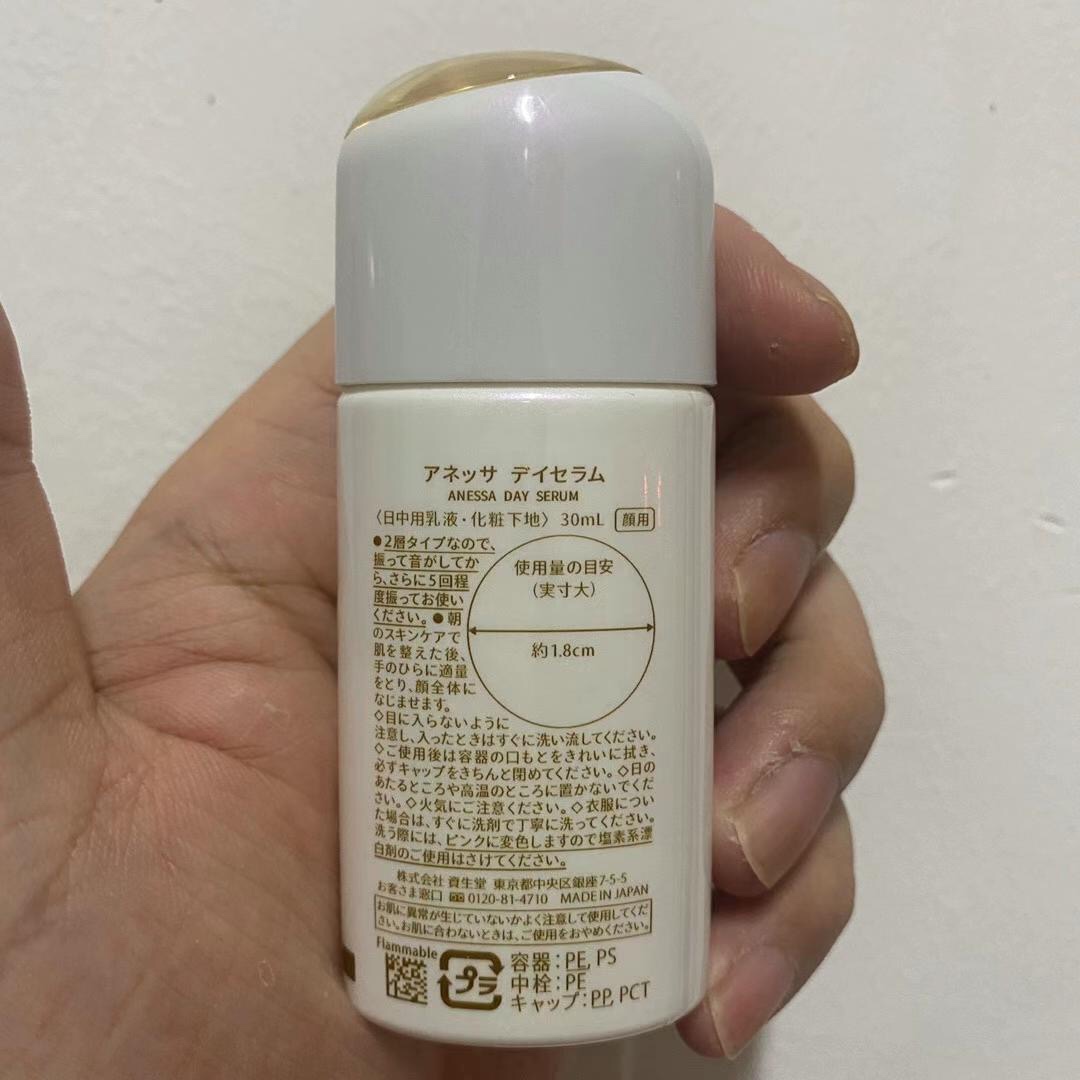 アネッサ デイセラム
ANESSA DAY SERUM
〈日中用乳液・化粧下地〉 30mL 顔用
●2層タイプなので、
振って音がしてか
ら、さらに5回程
度振ってお使い
ください。●朝
のスキンケアで
肌を整えた後、
手のひらに適量
をとり、顔全体に
なじませます。
使用量の目安
(実寸大)
約1.8cm
◇目に入らないように
注意し、入ったときはすぐに洗い流してください。
◇ご使用後は容器の口もとをきれいに拭き、
必ずキャップをきちんと閉めてください。◇日の
あたるところや高温のところに置かないでくだ
さい。◇火気にご注意ください。◇衣服につい
た場合は、すぐに洗剤で丁寧に洗ってください。
洗う際には、ピンクに変色しますので塩素系漂
白剤のご使用はさけてください。
株式会社 資生堂 東京都中央区銀座7-5-5
お客さま窓口 0120-81-4710 MADE IN JAPAN
お肌に異常が生じていないかよく注意して使用してくだ
さい。お肌に合わないときは、ご使用をおやめください。
Flammable
プラ
容器:PE, PS
中栓:PE
キャップ:PP, PCT